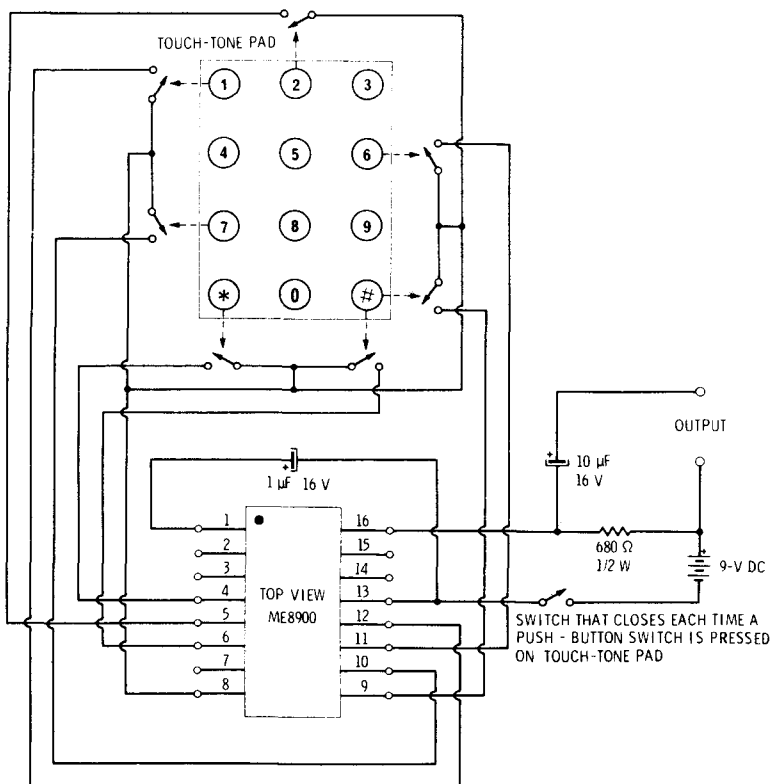 TOUCH-TONE PAD
1 2 3
4 5 6
7 8 9
* 0 #
OUTPUT
10 µF
16 V
+
1 µF 16 V
+
680 Ω
1/2 W
+
9-V DC
1 16
2 15
3 14
4 13
5 12
6 11
7 10
8 9
TOP VIEW
ME8900
SWITCH THAT CLOSES EACH TIME A
PUSH - BUTTON SWITCH IS PRESSED
ON TOUCH-TONE PAD